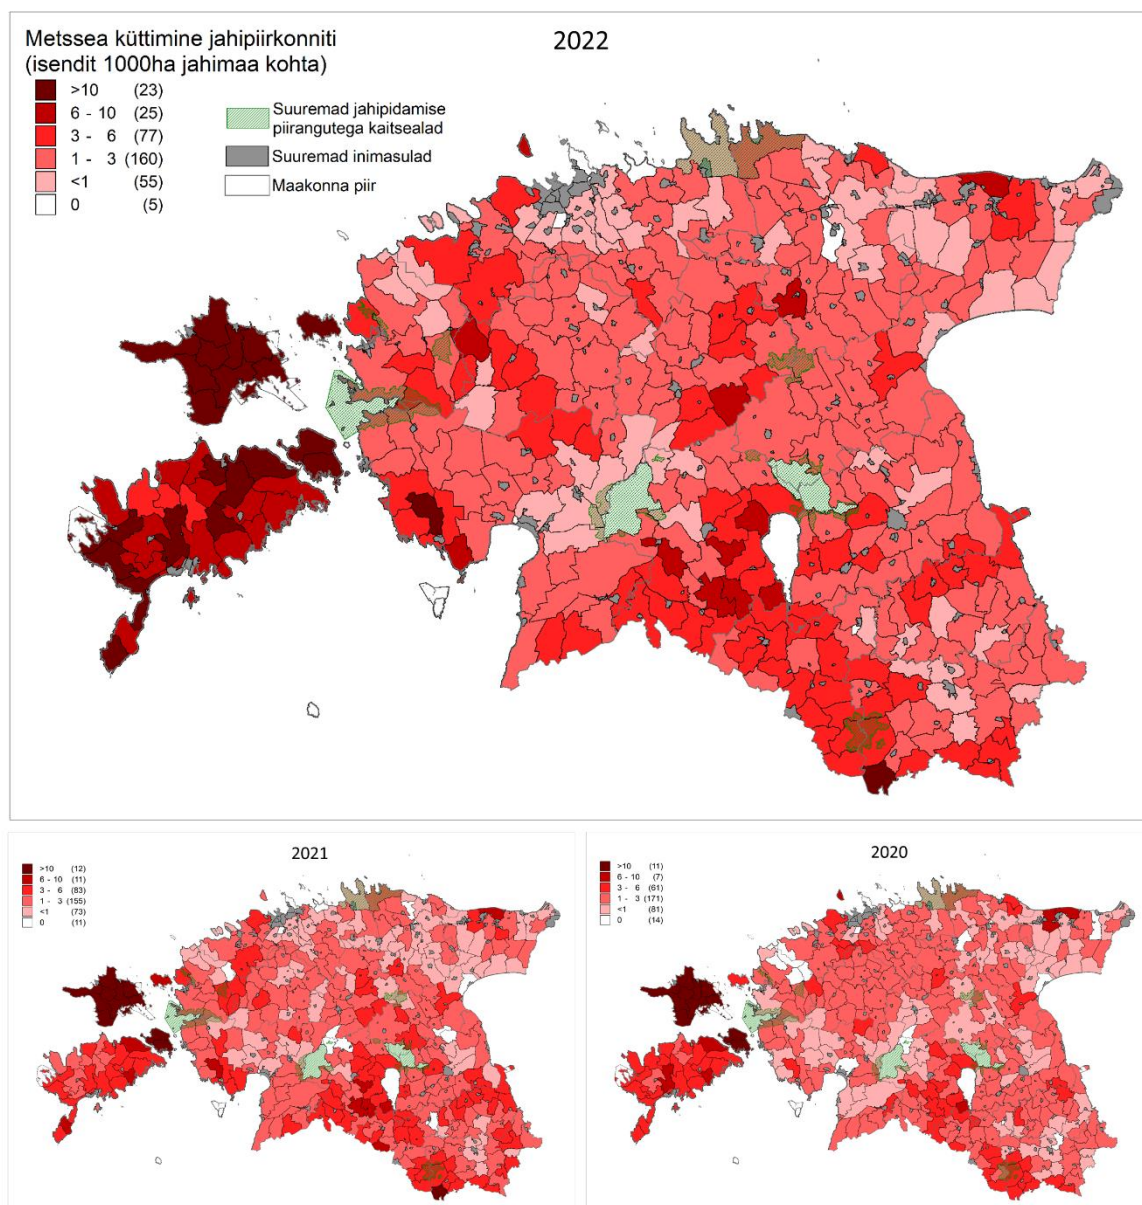 Metssea küttimine jahipiirkonniti
(isendit 1000ha jahimaa kohta)
2022
>10 (23)
6 - 10 (25)
3 - 6 (77)
1 - 3 (160)
<1 (55)
0 (5)
Suuremad jahipidamise
piirangutega kaitsealad
Suuremad inimasulad
Maakonna piir
2021
>10 (12)
6 - 10 (11)
3 - 6 (83)
1 - 3 (155)
<1 (73)
0 (11)
2020
>10 (11)
6 - 10 (7)
3 - 6 (61)
1 - 3 (171)
<1 (81)
0 (14)